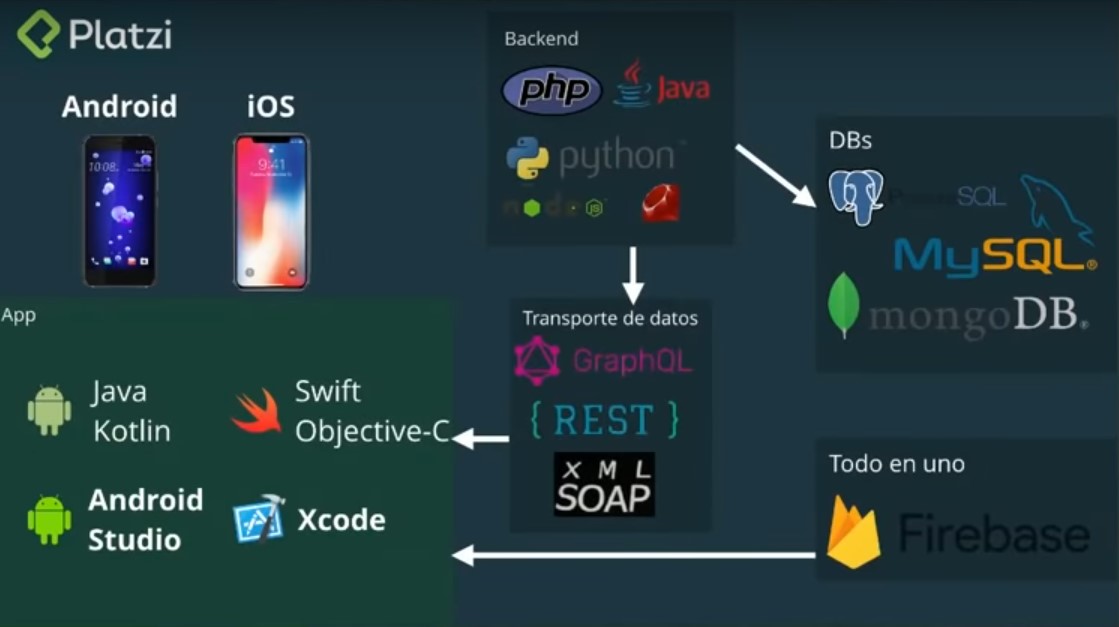 Platzi
Android
iOS
10:08
9:41
App
Java
Kotlin
Swift
Objective-C
Android
Studio
Xcode
Backend
php
Java
python
node
JS
Transporte de datos
GraphQL
{ REST }
XML
SOAP
DBs
PostgreSQL
MySQL®
mongoDB®
Todo en uno
Firebase